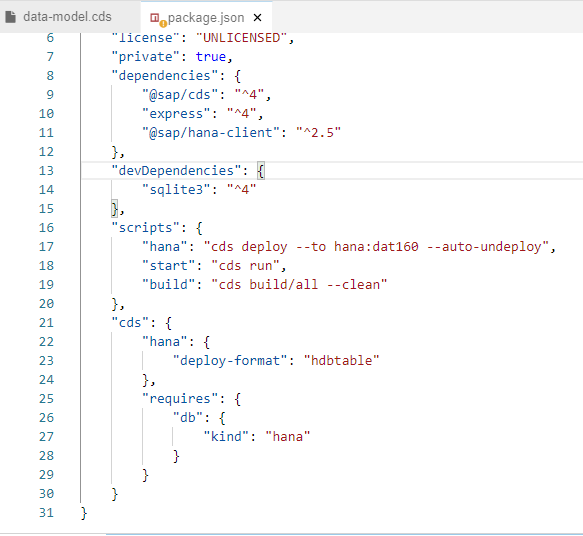 data-model.cds
package.json ×
6 "license": "UNLICENSED",
7 "private": true,
8 "dependencies": {
9 "@sap/cds": "^4",
10 "express": "^4",
11 "@sap/hana-client": "^2.5"
12 },
13 "devDependencies": {
14 "sqlite3": "^4"
15 },
16 "scripts": {
17 "hana": "cds deploy --to hana:dat160 --auto-undeploy",
18 "start": "cds run",
19 "build": "cds build/all --clean"
20 },
21 "cds": {
22 "hana": {
23 "deploy-format": "hdbtable"
24 },
25 "requires": {
26 "db": {
27 "kind": "hana"
28 }
29 }
30 }
31 }